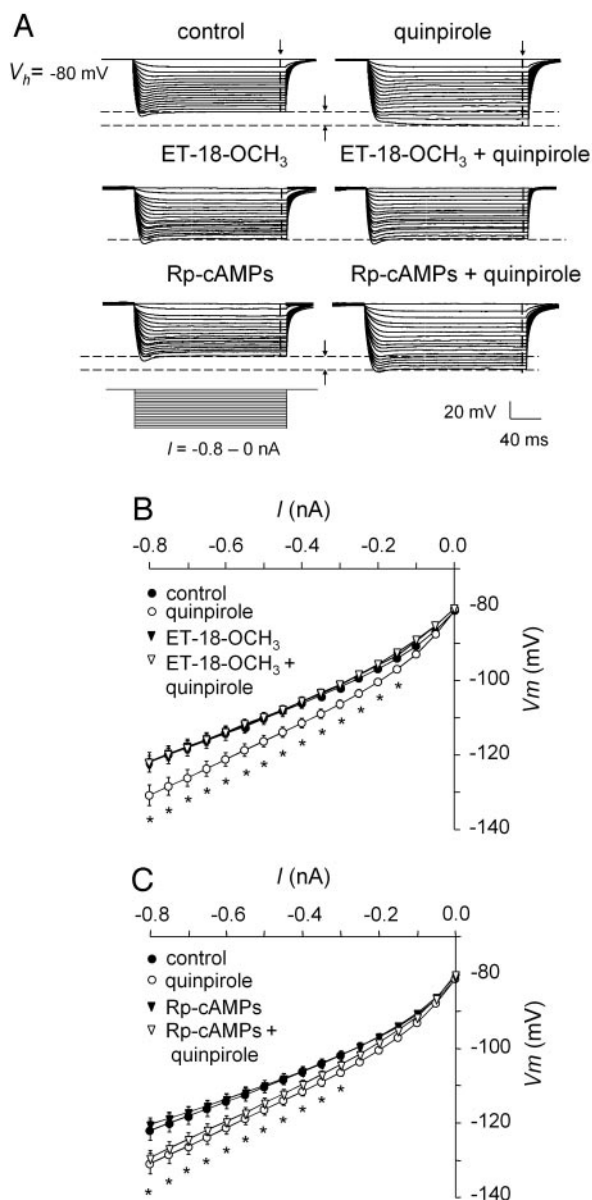 A
control quinpirole
Vh = -80 mV
ET-18-OCH3 ET-18-OCH3 + quinpirole
Rp-cAMPs Rp-cAMPs + quinpirole
20 mV
40 ms
I = -0.8 – 0 nA
B
I (nA)
-0.8 -0.6 -0.4 -0.2 0.0
control
quinpirole
ET-18-OCH3
ET-18-OCH3 +
quinpirole
-80
-100
-120
-140
Vm (mV)
* * * * * * * * * * * * * *
C
I (nA)
-0.8 -0.6 -0.4 -0.2 0.0
control
quinpirole
Rp-cAMPs
Rp-cAMPs +
quinpirole
-80
-100
-120
-140
Vm (mV)
* * * * * * * * * * *